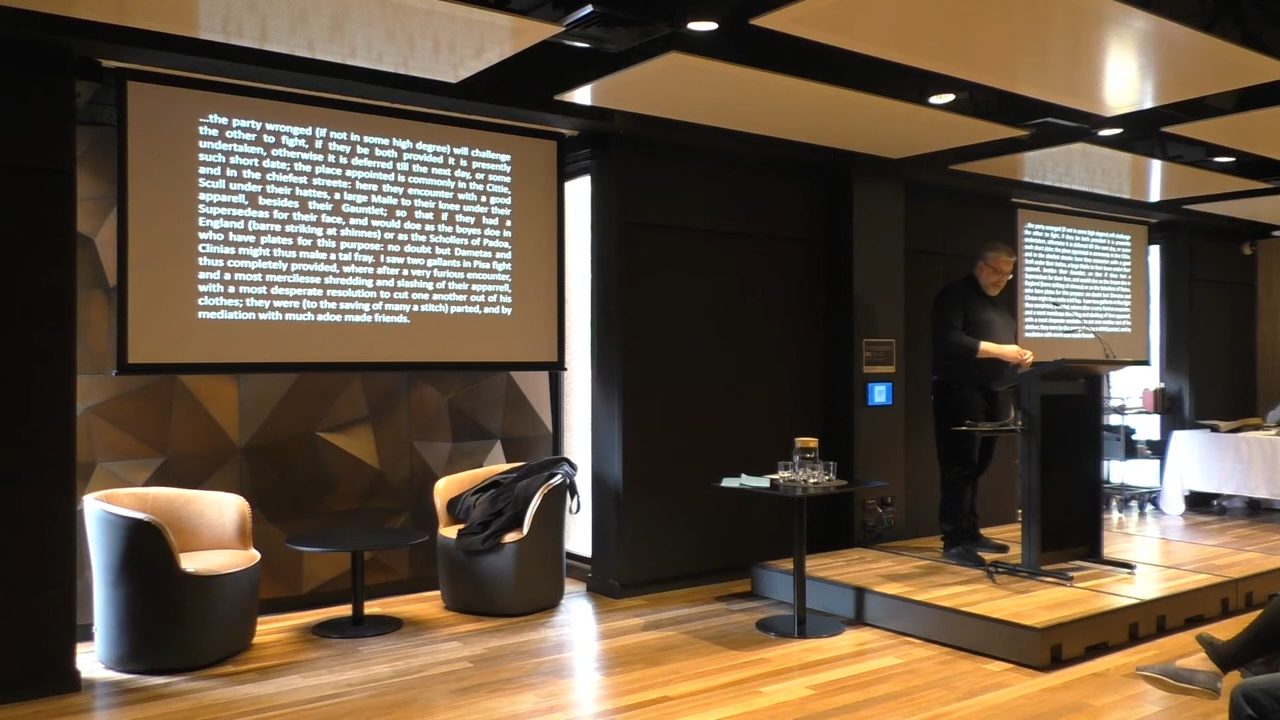 ...the party wronged (if not in some high degree) will challenge
the other to fight, if they be both provided it is presently
undertaken, otherwise it is deferred till the next day, or some
such short date; the place appointed is commonly in the Cittie,
and in the chiefest streete: here they encounter with a good
Scull under their hattes, a large Maile to their knee under their
apparell, besides their Gauntlet; so that if they had a
Supersedeas for their face, and would doe as the boyes doe in
England (barre striking at shinnes) or as the Schollers of Padoa,
who have plates for this purpose: no doubt but Dametas and
Clinias might thus make a tal fray. I saw two gallants in Pisa fight
thus completely provided, where after a very furious encounter,
and a most mercilesse shredding and slashing of their apparrell,
with a most desperate resolution to cut one another out of his
clothes; they were (to the saving of many a stitch) parted, and by
mediation with much adoe made friends.